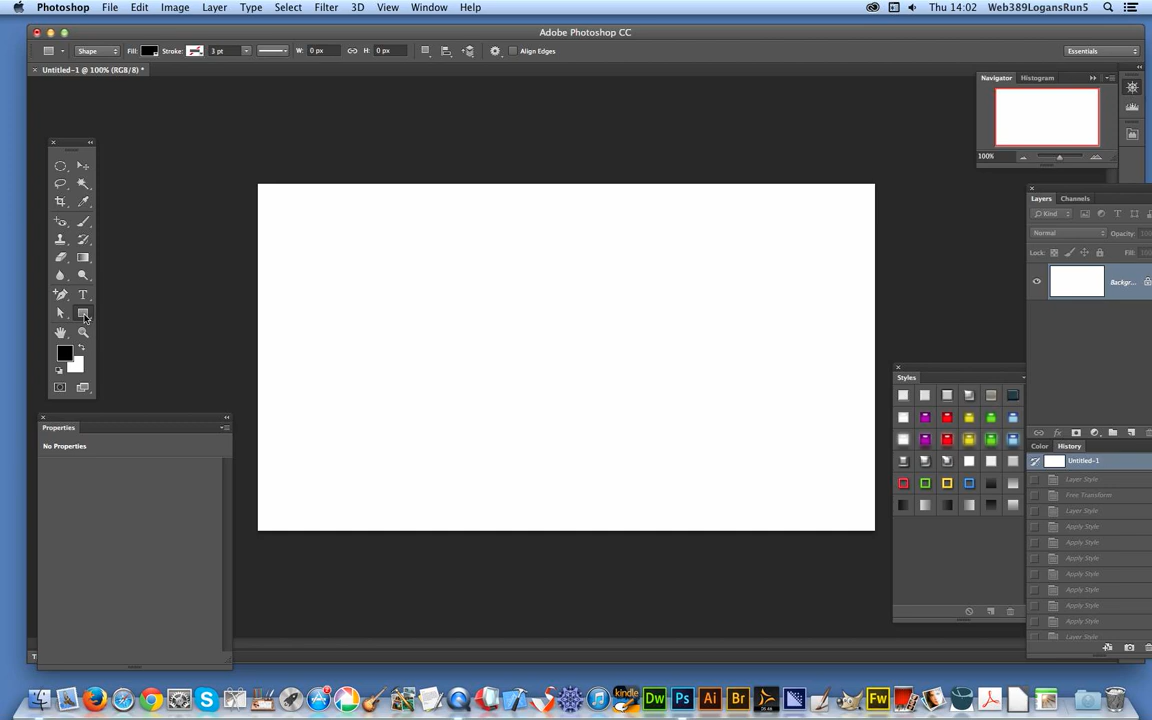 Photoshop File Edit Image Layer Type Select Filter 3D View Window Help Thu 14:02 Web389LogansRun5
Adobe Photoshop CC
Shape Fill: Stroke: 3 pt W: 0 px H: 0 px Align Edges Essentials
Untitled-1 @ 100% (RGB/8) *
Navigator Histogram
100%
Layers Channels
Kind
Normal Opacity: 100
Lock: Fill: 100
Backgr...
Styles
Properties
No Properties
Color History
Untitled-1
Layer Style
Free Transform
Layer Style
Apply Style
Apply Style
Apply Style
Apply Style
Apply Style
Apply Style
Apply Style
Layer Style
kindle
Dw Ps Ai Br Fw